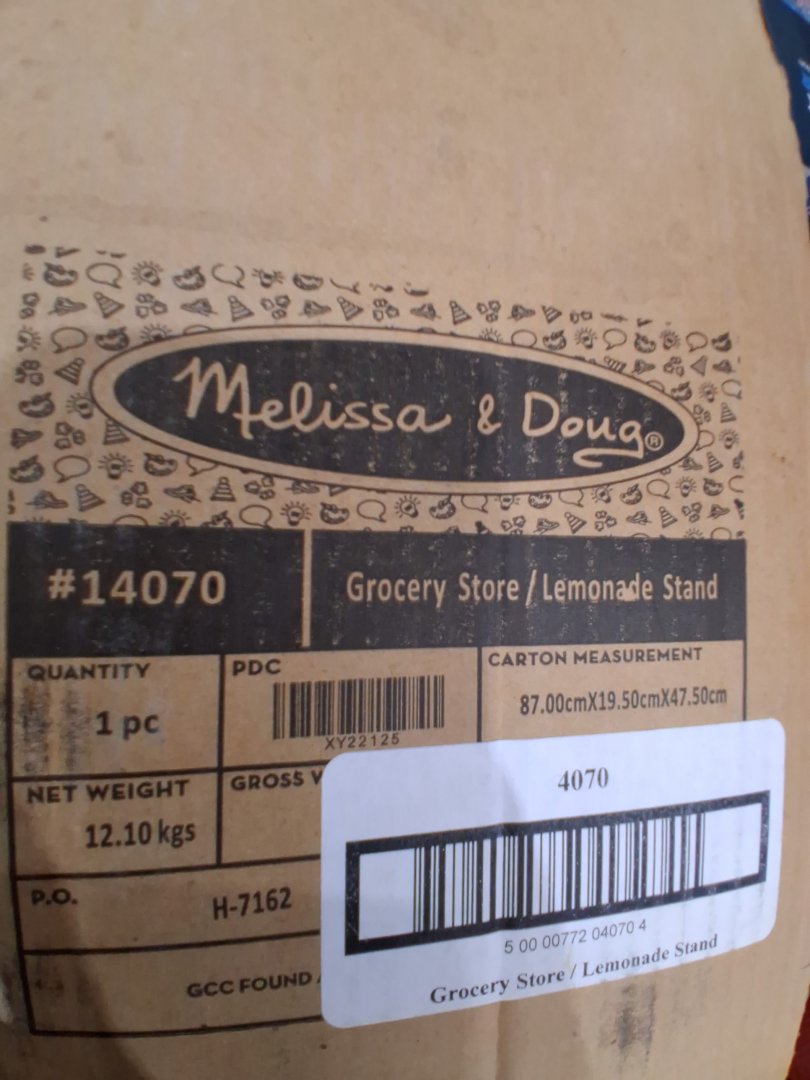 Melissa & Doug®
#14070
Grocery Store / Lemonade Stand
QUANTITY
1 pc
PDC
XY22125
CARTON MEASUREMENT
87.00cmX19.50cmX47.50cm
NET WEIGHT
12.10 kgs
GROSS
P.O.
H-7162
GCC FOUND
4070
5 00 00772 04070 4
Grocery Store / Lemonade Stand